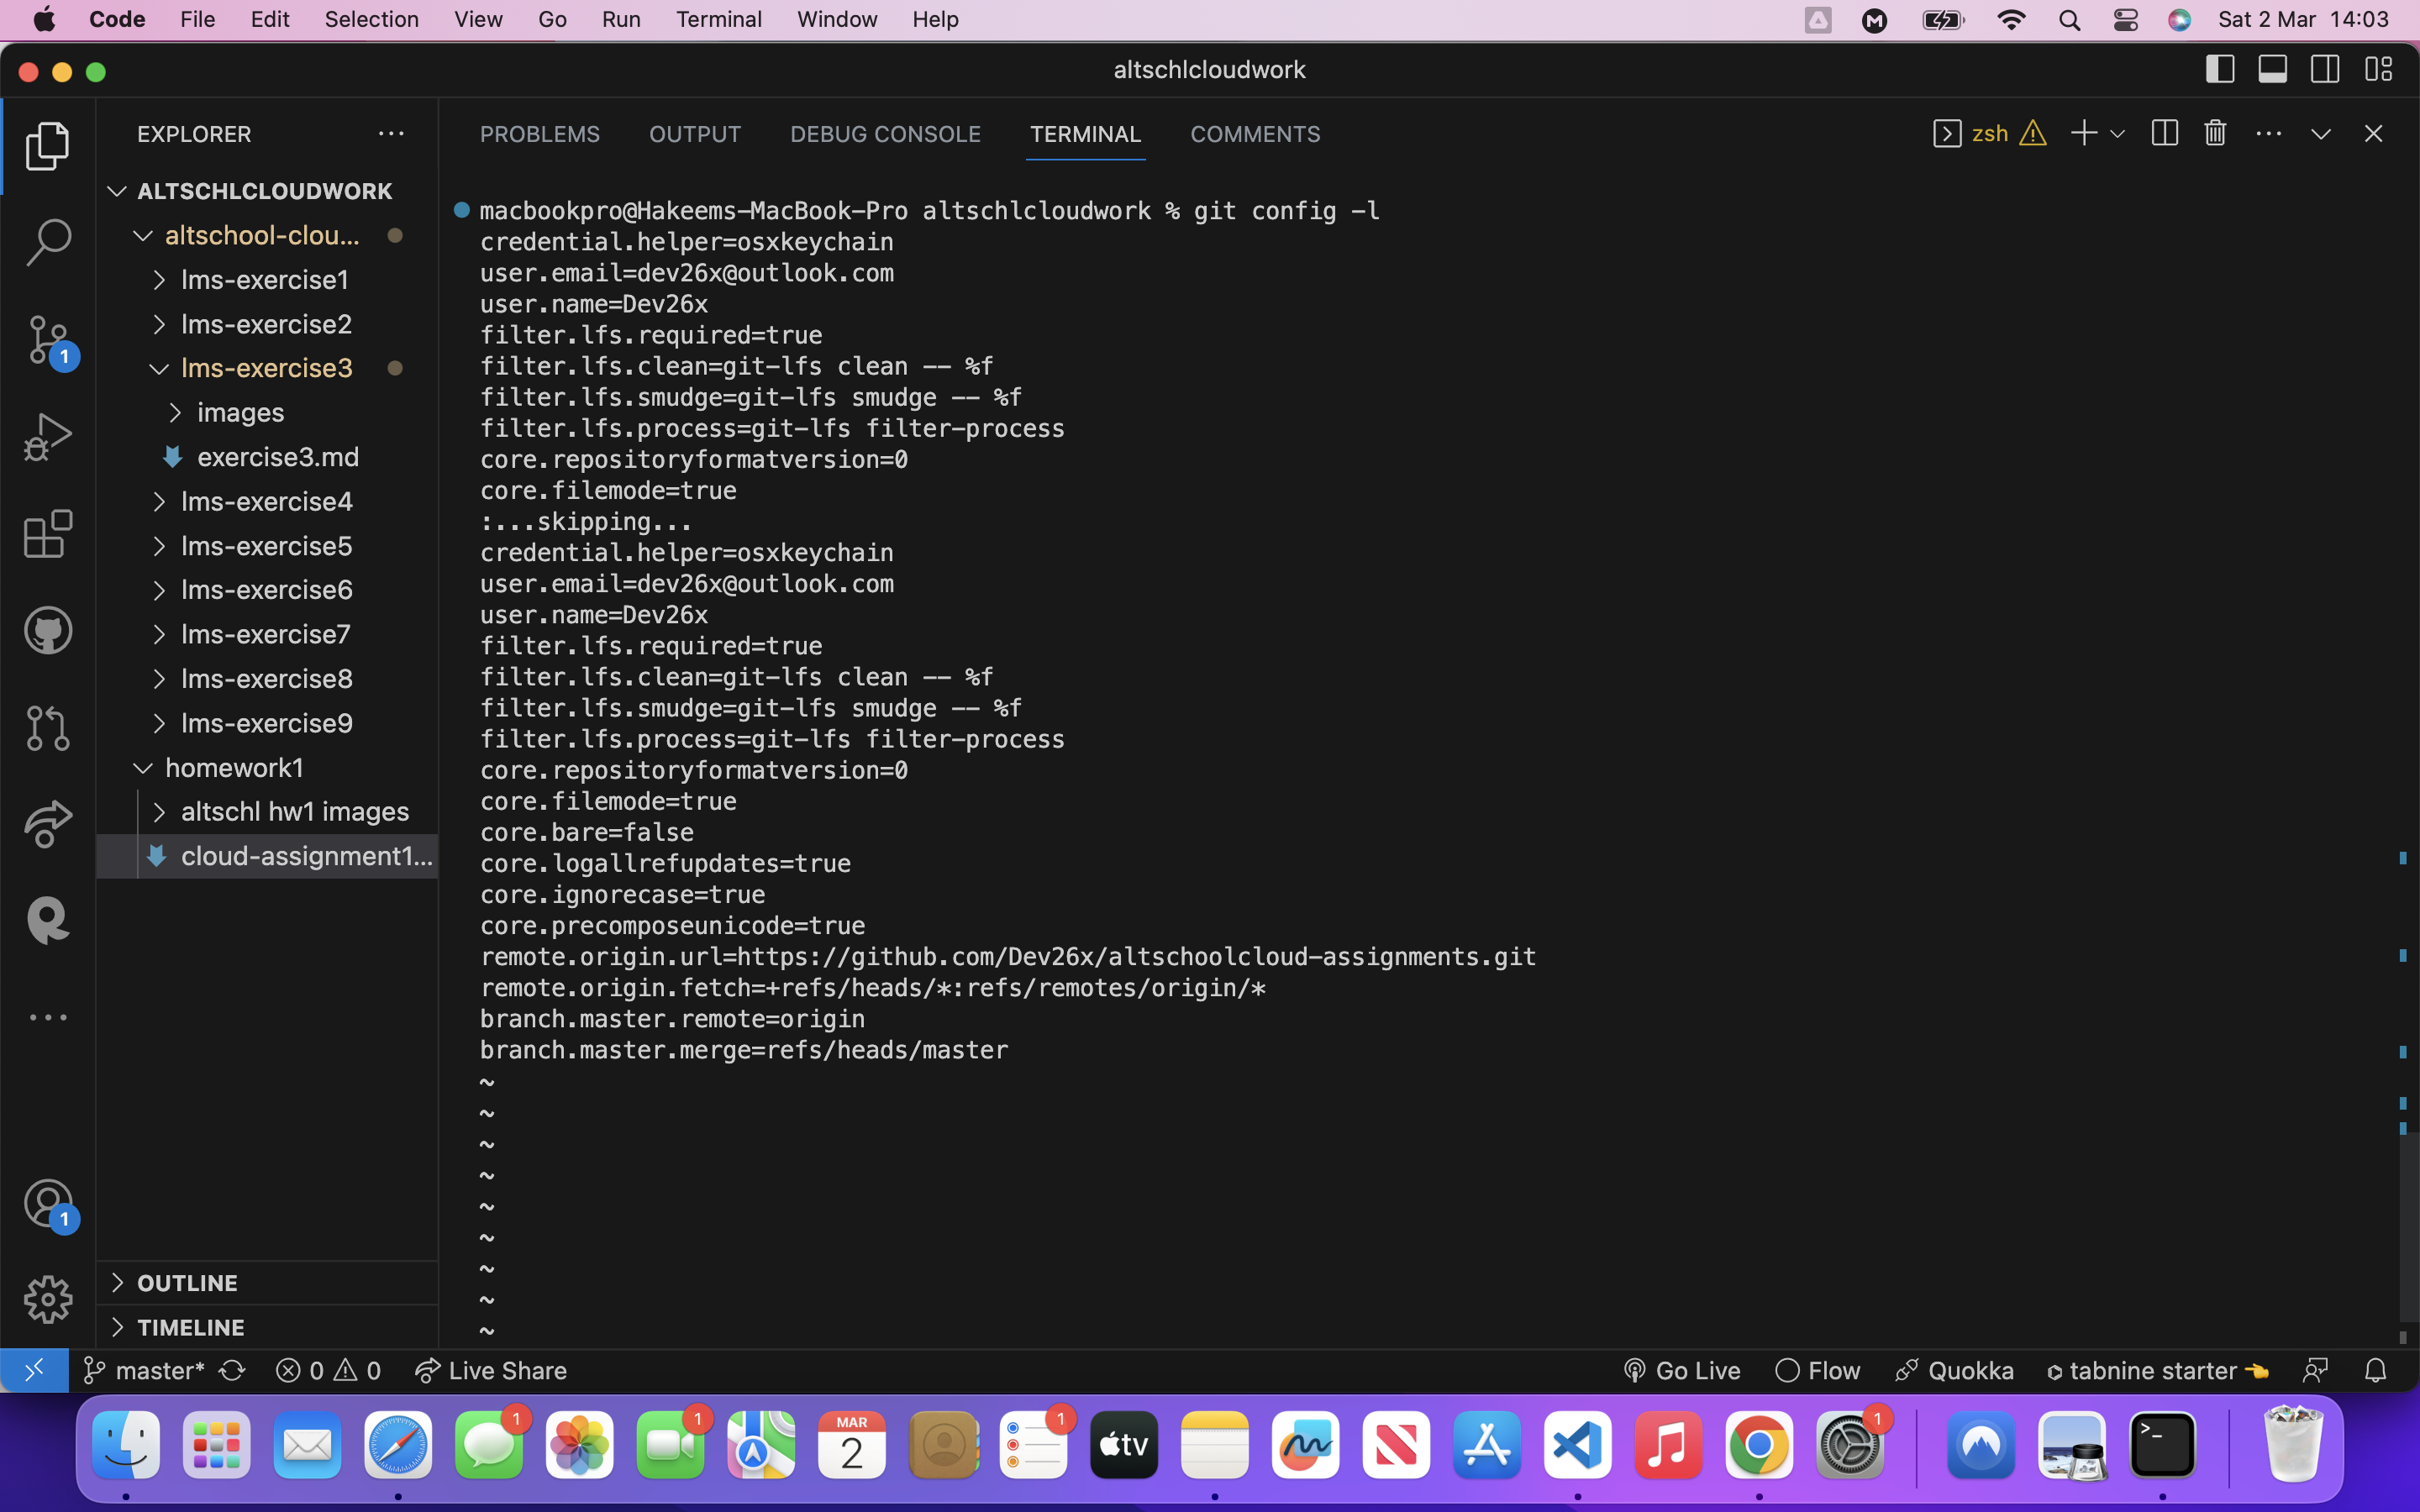 Code File Edit Selection View Go Run Terminal Window Help Sat 2 Mar 14:03
altschlcloudwork
EXPLORER
ALTSCHLCLOUDWORK
altschool-clou...
lms-exercise1
lms-exercise2
lms-exercise3
images
exercise3.md
lms-exercise4
lms-exercise5
lms-exercise6
lms-exercise7
lms-exercise8
lms-exercise9
homework1
altschl hw1 images
cloud-assignment1...
OUTLINE
TIMELINE
1
1
PROBLEMS OUTPUT DEBUG CONSOLE TERMINAL COMMENTS zsh
macbookpro@Hakeems-MacBook-Pro altschlcloudwork % git config -l
credential.helper=osxkeychain
user.email=dev26x@outlook.com
user.name=Dev26x
filter.lfs.required=true
filter.lfs.clean=git-lfs clean -- %f
filter.lfs.smudge=git-lfs smudge -- %f
filter.lfs.process=git-lfs filter-process
core.repositoryformatversion=0
core.filemode=true
:...skipping...
credential.helper=osxkeychain
user.email=dev26x@outlook.com
user.name=Dev26x
filter.lfs.required=true
filter.lfs.clean=git-lfs clean -- %f
filter.lfs.smudge=git-lfs smudge -- %f
filter.lfs.process=git-lfs filter-process
core.repositoryformatversion=0
core.filemode=true
core.bare=false
core.logallrefupdates=true
core.ignorecase=true
core.precomposeunicode=true
remote.origin.url=https://github.com/Dev26x/altschoolcloud-assignments.git
remote.origin.fetch=+refs/heads/*:refs/remotes/origin/*
branch.master.remote=origin
branch.master.merge=refs/heads/master
~
~
~
~
~
~
~
~
~
master* 0 0 Live Share Go Live Flow Quokka tabnine starter
1 1 MAR 2 1 tv 1